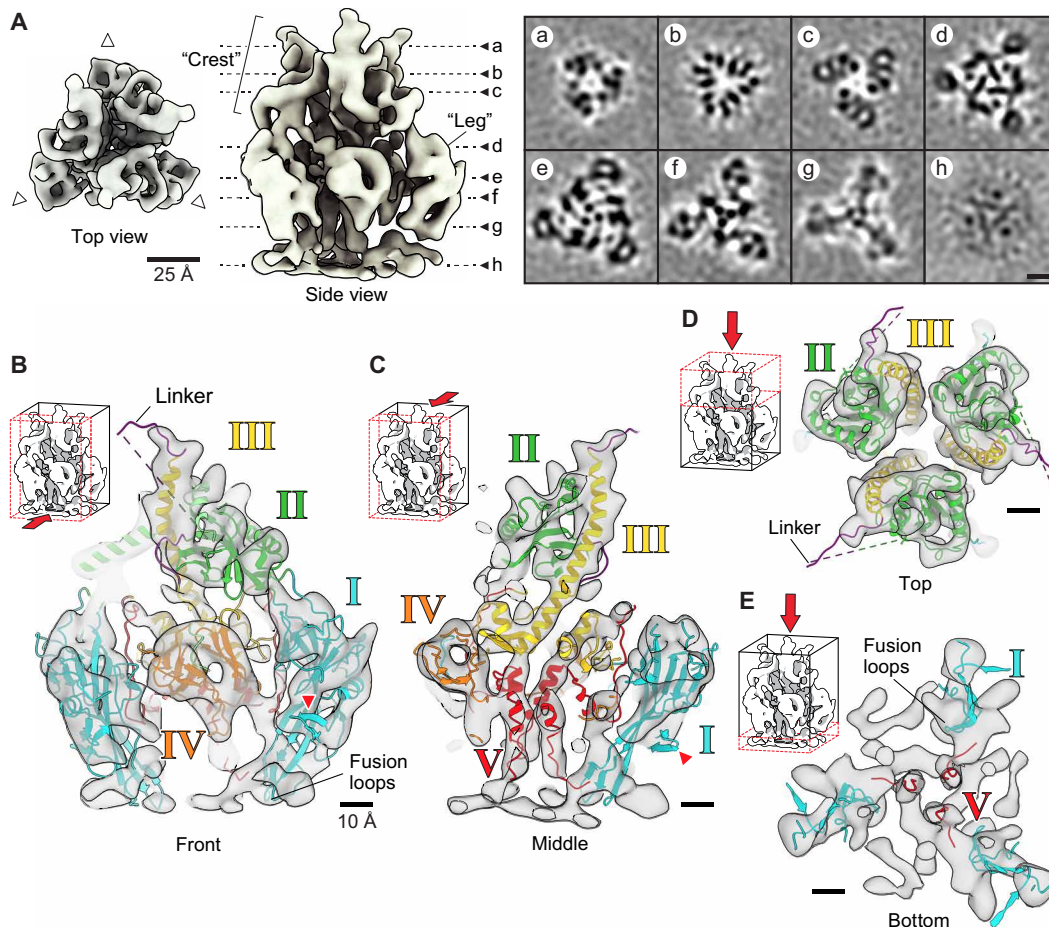 A
"Crest"
a
b
c
"Leg"
d
e
f
g
h
Top view
25 Å
Side view
a
b
c
d
e
f
g
h
B
Linker
III
II
I
IV
Fusion
loops
10 Å
Front
C
II
III
IV
V
I
Middle
D
II
III
Linker
Top
E
Fusion
loops
I
V
Bottom